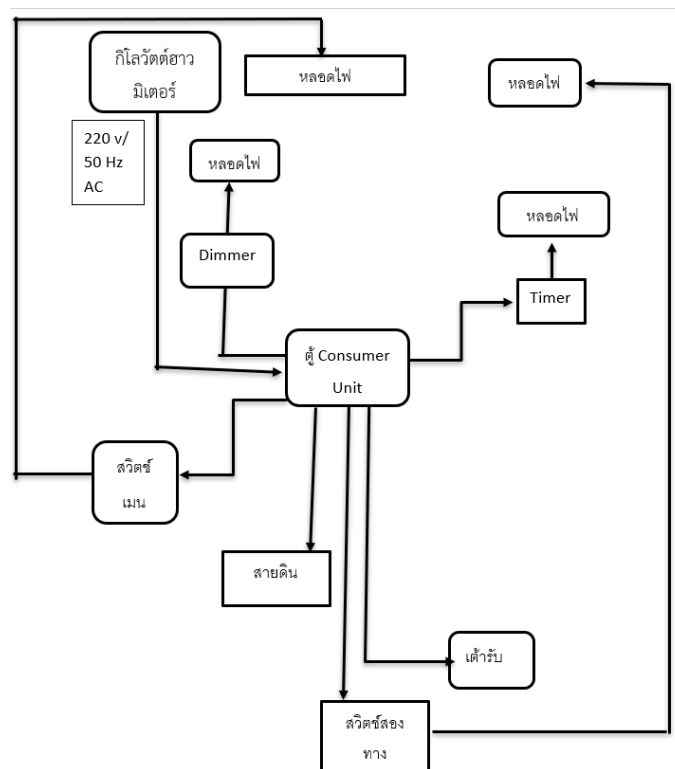 กิโลวัตต์ฮาว
มิเตอร์
หลอดไฟ
หลอดไฟ
220 v/
50 Hz
AC
หลอดไฟ
หลอดไฟ
Dimmer
Timer
ตู้ Consumer
Unit
สวิตช์
เมน
สายดิน
เต้ารับ
สวิตช์สอง
ทาง